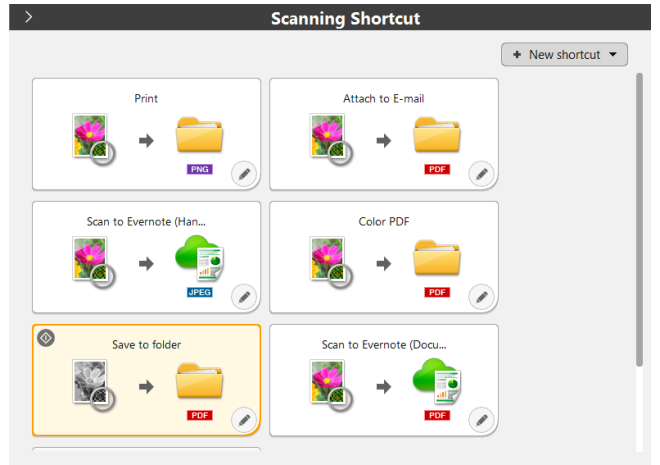 Scanning Shortcut
+ New shortcut
Print
PNG
Attach to E-mail
PDF
Scan to Evernote (Han...
JPEG
Color PDF
PDF
Save to folder
PDF
Scan to Evernote (Docu...
PDF